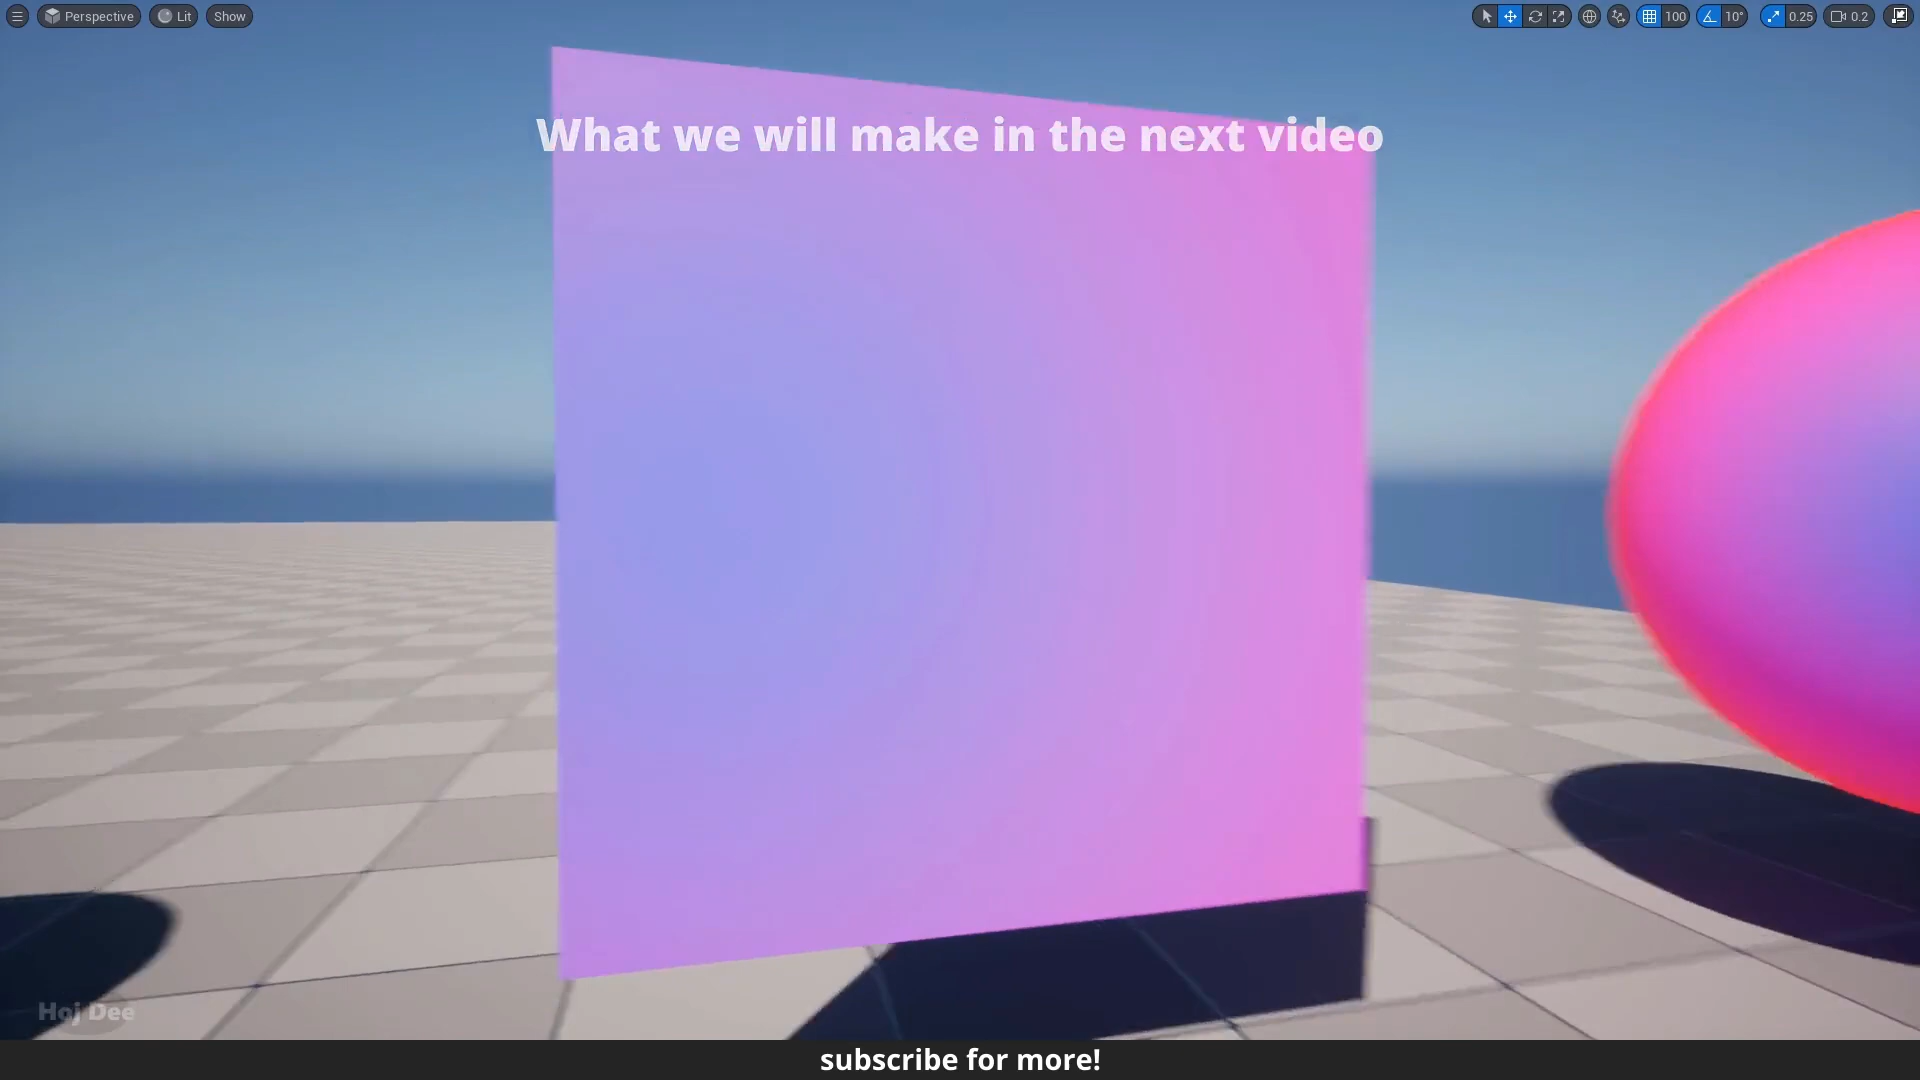 Perspective Lit Show 100 10° 0.25 0.2
What we will make in the next video
Hoj Dee
subscribe for more!